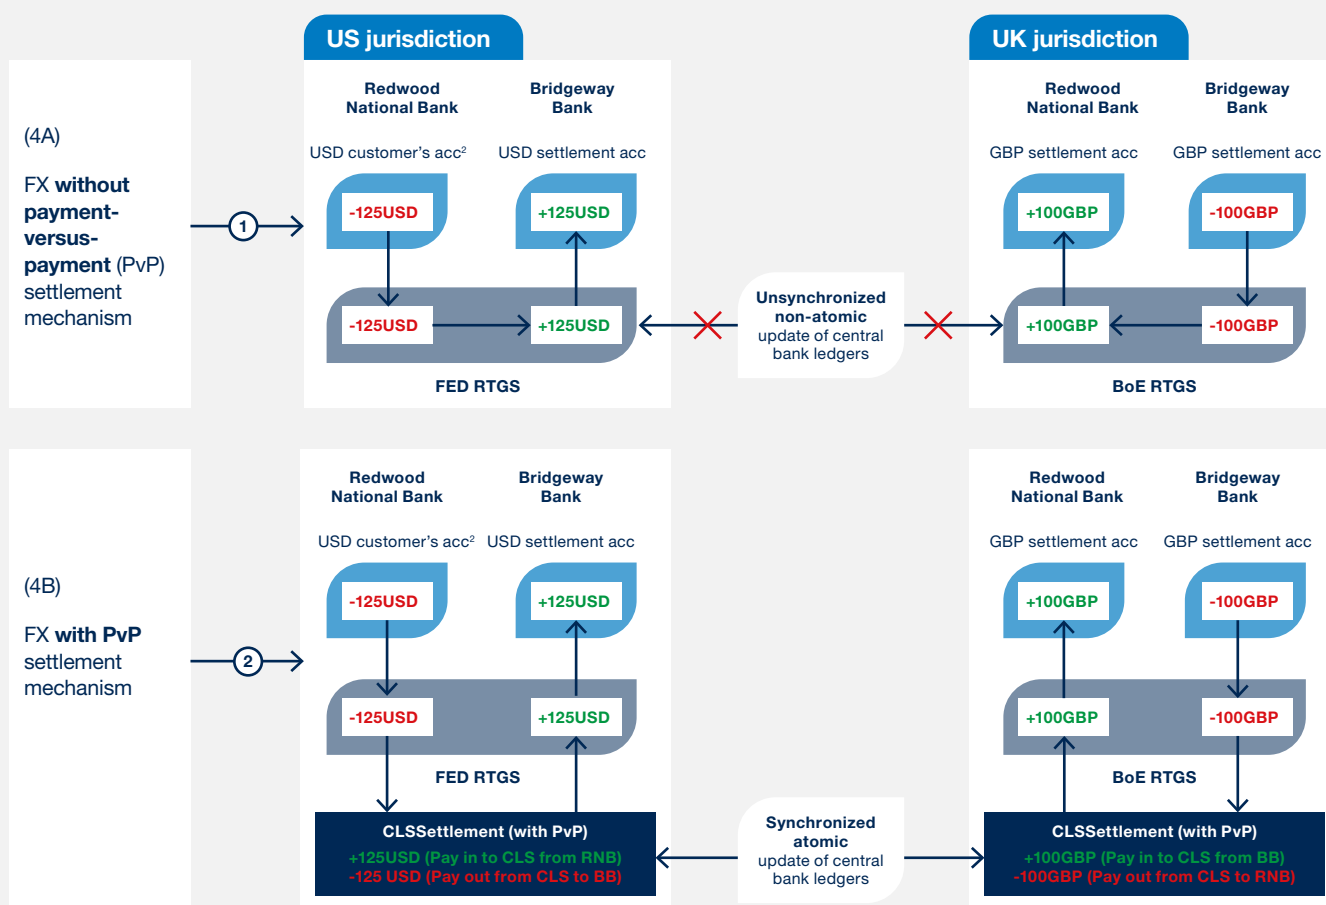 US jurisdiction
UK jurisdiction
(4A)
FX without
payment-
versus-
payment (PvP)
settlement
mechanism
1
Redwood
National Bank
Bridgeway
Bank
USD customer's acc²
USD settlement acc
-125USD
+125USD
-125USD
+125USD
FED RTGS
Unsynchronized
non-atomic
update of central
bank ledgers
Redwood
National Bank
Bridgeway
Bank
GBP settlement acc
GBP settlement acc
+100GBP
-100GBP
+100GBP
-100GBP
BoE RTGS
(4B)
FX with PvP
settlement
mechanism
2
Redwood
National Bank
Bridgeway
Bank
USD customer's acc²
USD settlement acc
-125USD
+125USD
-125USD
+125USD
FED RTGS
CLSSettlement (with PvP)
+125USD (Pay in to CLS from RNB)
-125 USD (Pay out from CLS to BB)
Synchronized
atomic
update of central
bank ledgers
Redwood
National Bank
Bridgeway
Bank
GBP settlement acc
GBP settlement acc
+100GBP
-100GBP
+100GBP
-100GBP
BoE RTGS
CLSSettlement (with PvP)
+100GBP (Pay in to CLS from BB)
-100GBP (Pay out from CLS to RNB)